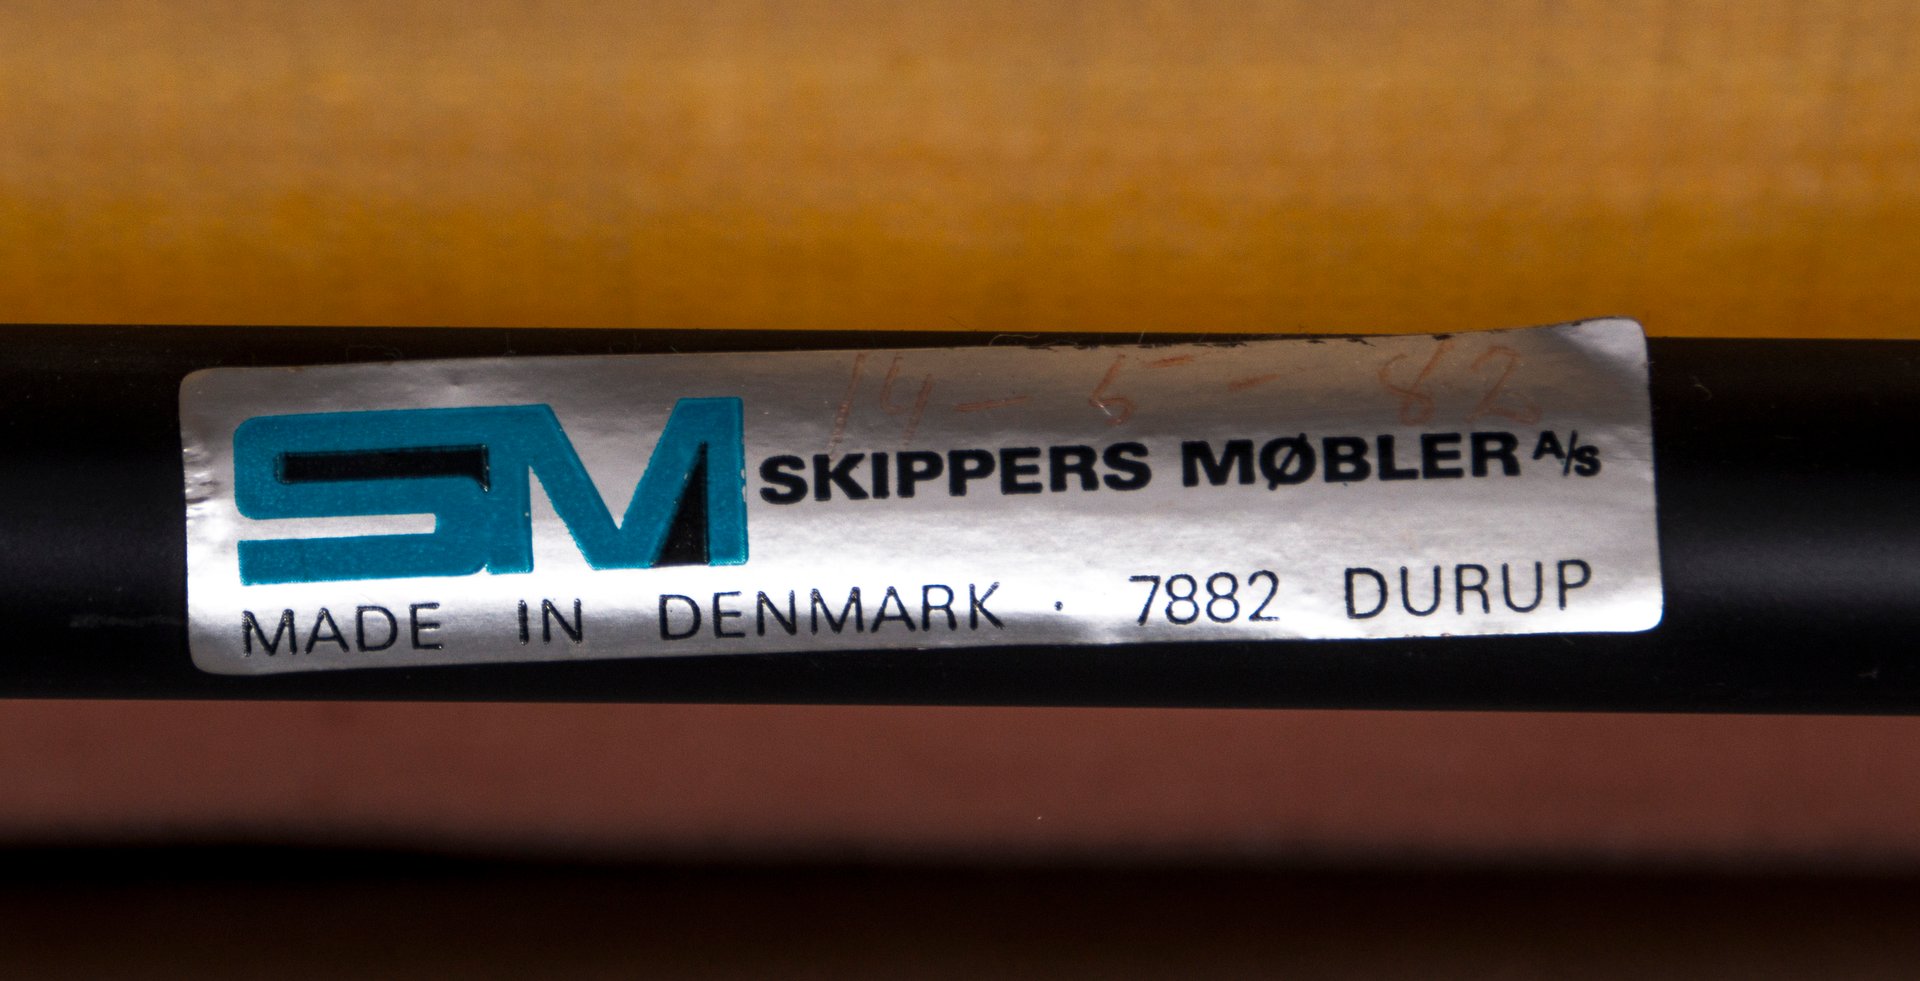 14 - 5 - 82
SM SKIPPERS MØBLER A/S
MADE IN DENMARK · 7882 DURUP